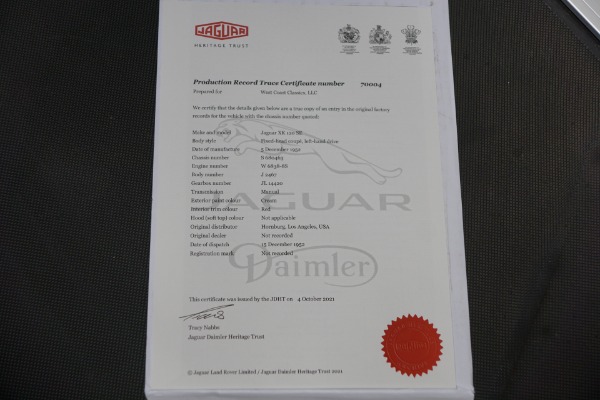 JAGUAR
HERITAGE TRUST
Production Record Trace Certificate number 70004
Prepared for West Coast Classics, LLC
We certify that the details given below are a true copy of an entry in the original factory
records for the vehicle with the chassis number quoted:
Make and model Jaguar XK 120 SE
Body style Fixed-head coupe, left-hand drive
Date of manufacture 5 December 1952
Chassis number S 680463
Engine number W 6838-8S
Body number J 2467
Gearbox number JL 14420
Transmission Manual
Exterior paint colour Cream
Interior trim colour Red
Hood (soft top) colour Not applicable
Original distributor Hornburg, Los Angeles, USA
Original dealer Not recorded
Date of dispatch 15 December 1952
Registration mark Not recorded
JAGUAR
Daimler
This certificate was issued by the JDHT on 4 October 2021
Tracy Nabbs
Jaguar Daimler Heritage Trust
© Jaguar Land Rover Limited / Jaguar Daimler Heritage Trust 2021